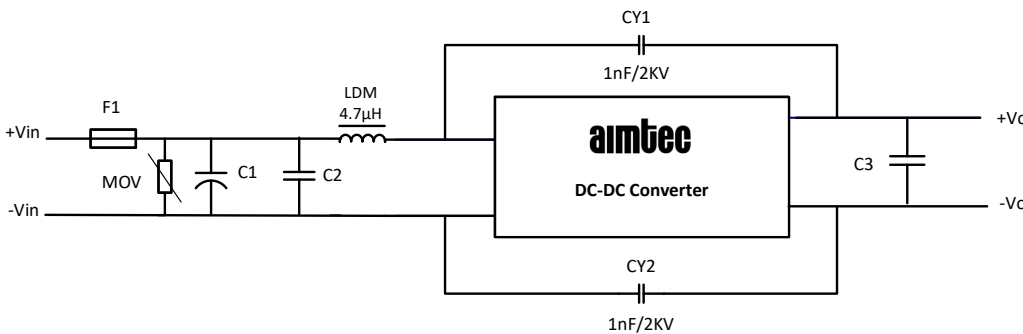 CY1
1nF/2KV
LDM
4.7µH
F1
+Vin
MOV
C1
C2
-Vin
aimtec
DC-DC Converter
+Vo
C3
-Vo
CY2
1nF/2KV